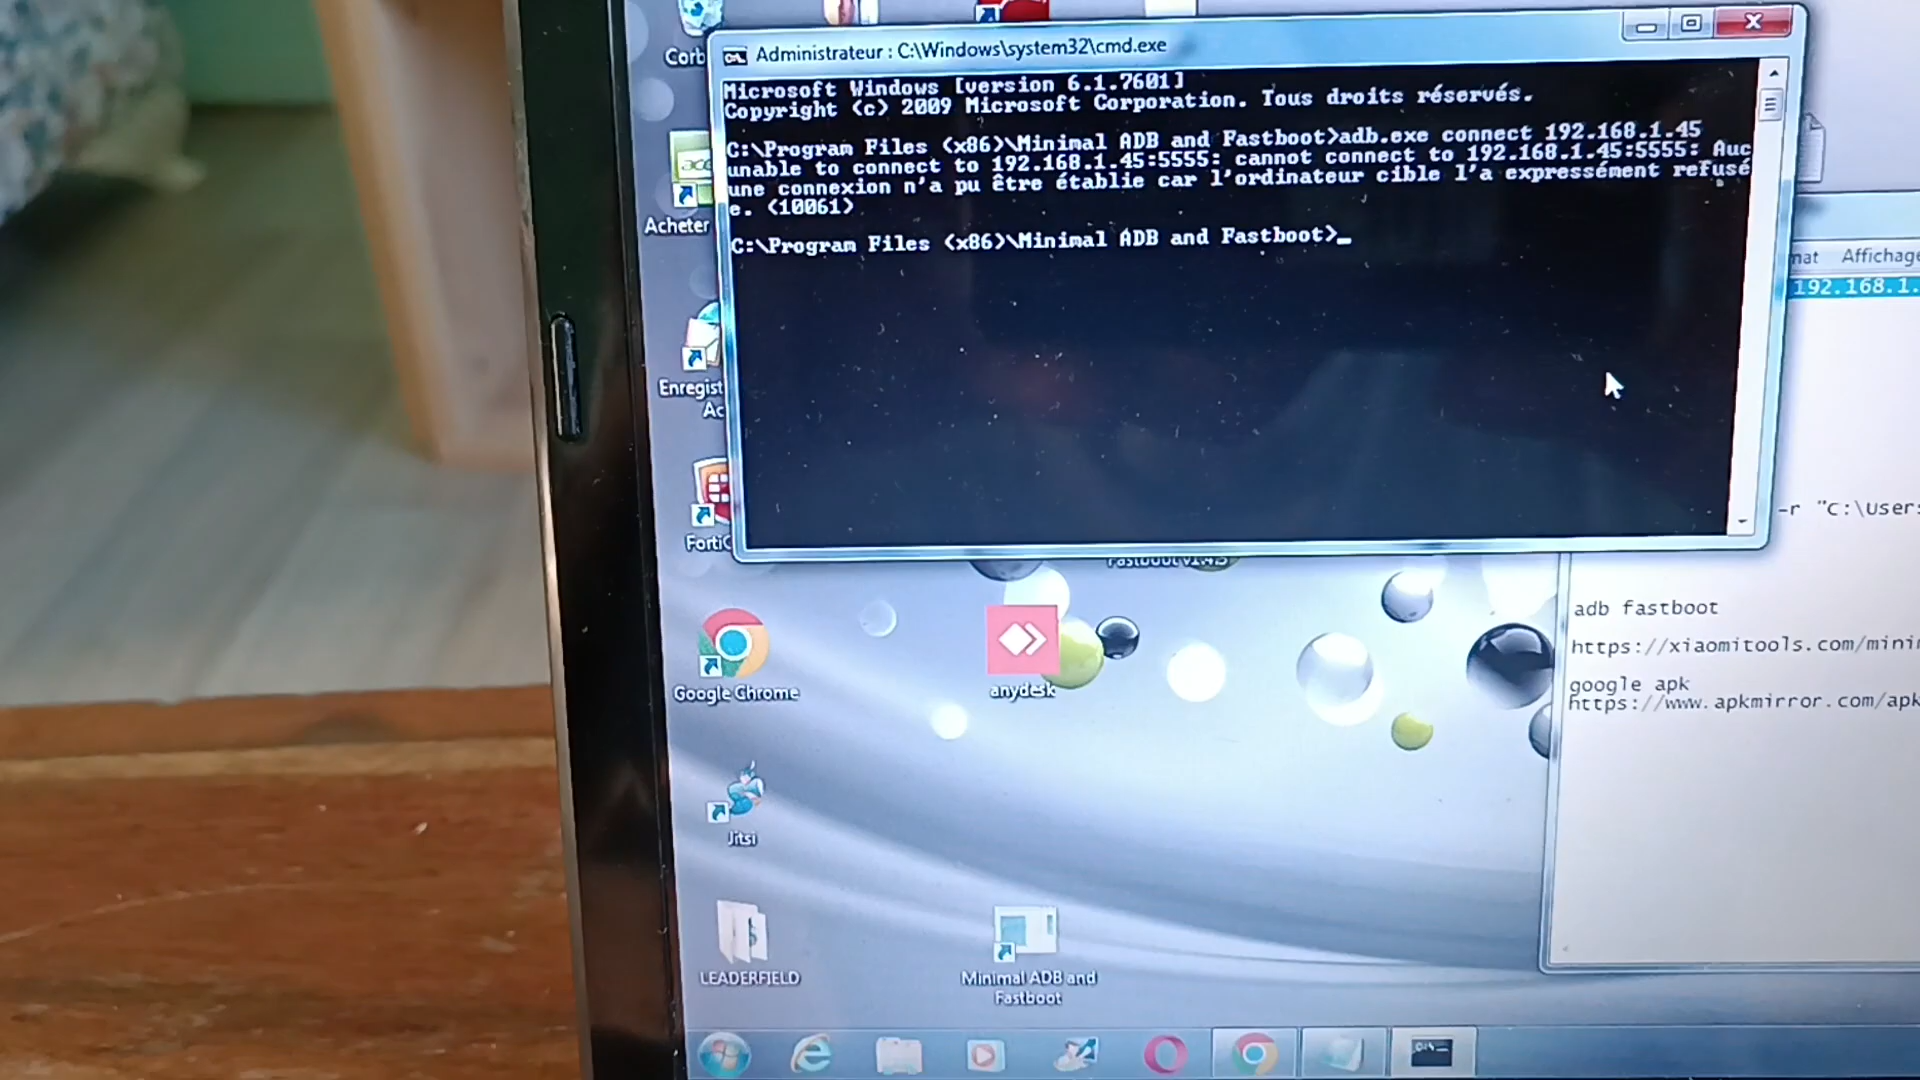 Corb
Administrateur : C:\Windows\system32\cmd.exe
Microsoft Windows [version 6.1.7601]
Copyright (c) 2009 Microsoft Corporation. Tous droits réservés.
C:\Program Files (x86)\Minimal ADB and Fastboot>adb.exe connect 192.168.1.45
unable to connect to 192.168.1.45:5555: cannot connect to 192.168.1.45:5555: Auc
une connexion n'a pu être établie car l'ordinateur cible l'a expressément refusé
e. (10061)
C:\Program Files (x86)\Minimal ADB and Fastboot>_
Acheter
mat Affichage
192.168.1.
Enregist
Ac
-r "C:\User
FortiC
Fastboot v1.4.3
adb fastboot
https://xiaomitools.com/mini
google apk
https://www.apkmirror.com/apk
Google Chrome
anydesk
Jitsi
LEADERFIELD
Minimal ADB and
Fastboot